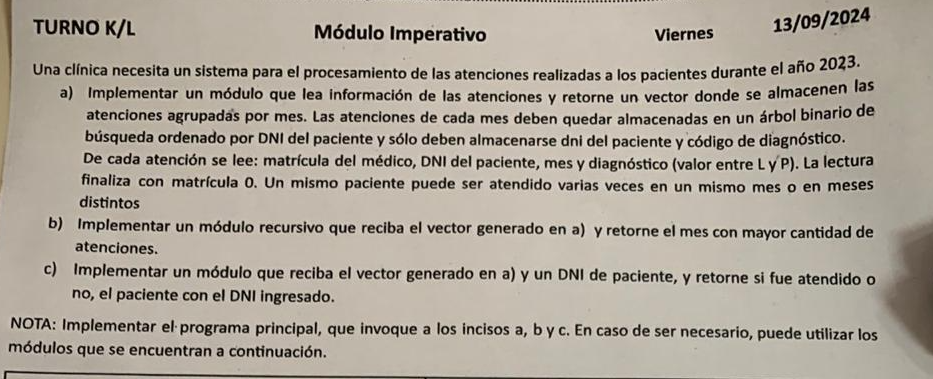 TURNO K/L Módulo Imperativo Viernes 13/09/2024
Una clínica necesita un sistema para el procesamiento de las atenciones realizadas a los pacientes durante el año 2023.
a) Implementar un módulo que lea información de las atenciones y retorne un vector donde se almacenen las
atenciones agrupadas por mes. Las atenciones de cada mes deben quedar almacenadas en un árbol binario de
búsqueda ordenado por DNI del paciente y sólo deben almacenarse dni del paciente y código de diagnóstico.
De cada atención se lee: matrícula del médico, DNI del paciente, mes y diagnóstico (valor entre L y P). La lectura
finaliza con matrícula 0. Un mismo paciente puede ser atendido varias veces en un mismo mes o en meses
distintos
b) Implementar un módulo recursivo que reciba el vector generado en a) y retorne el mes con mayor cantidad de
atenciones.
c) Implementar un módulo que reciba el vector generado en a) y un DNI de paciente, y retorne si fue atendido o
no, el paciente con el DNI ingresado.
NOTA: Implementar el programa principal, que invoque a los incisos a, b y c. En caso de ser necesario, puede utilizar los
módulos que se encuentran a continuación.